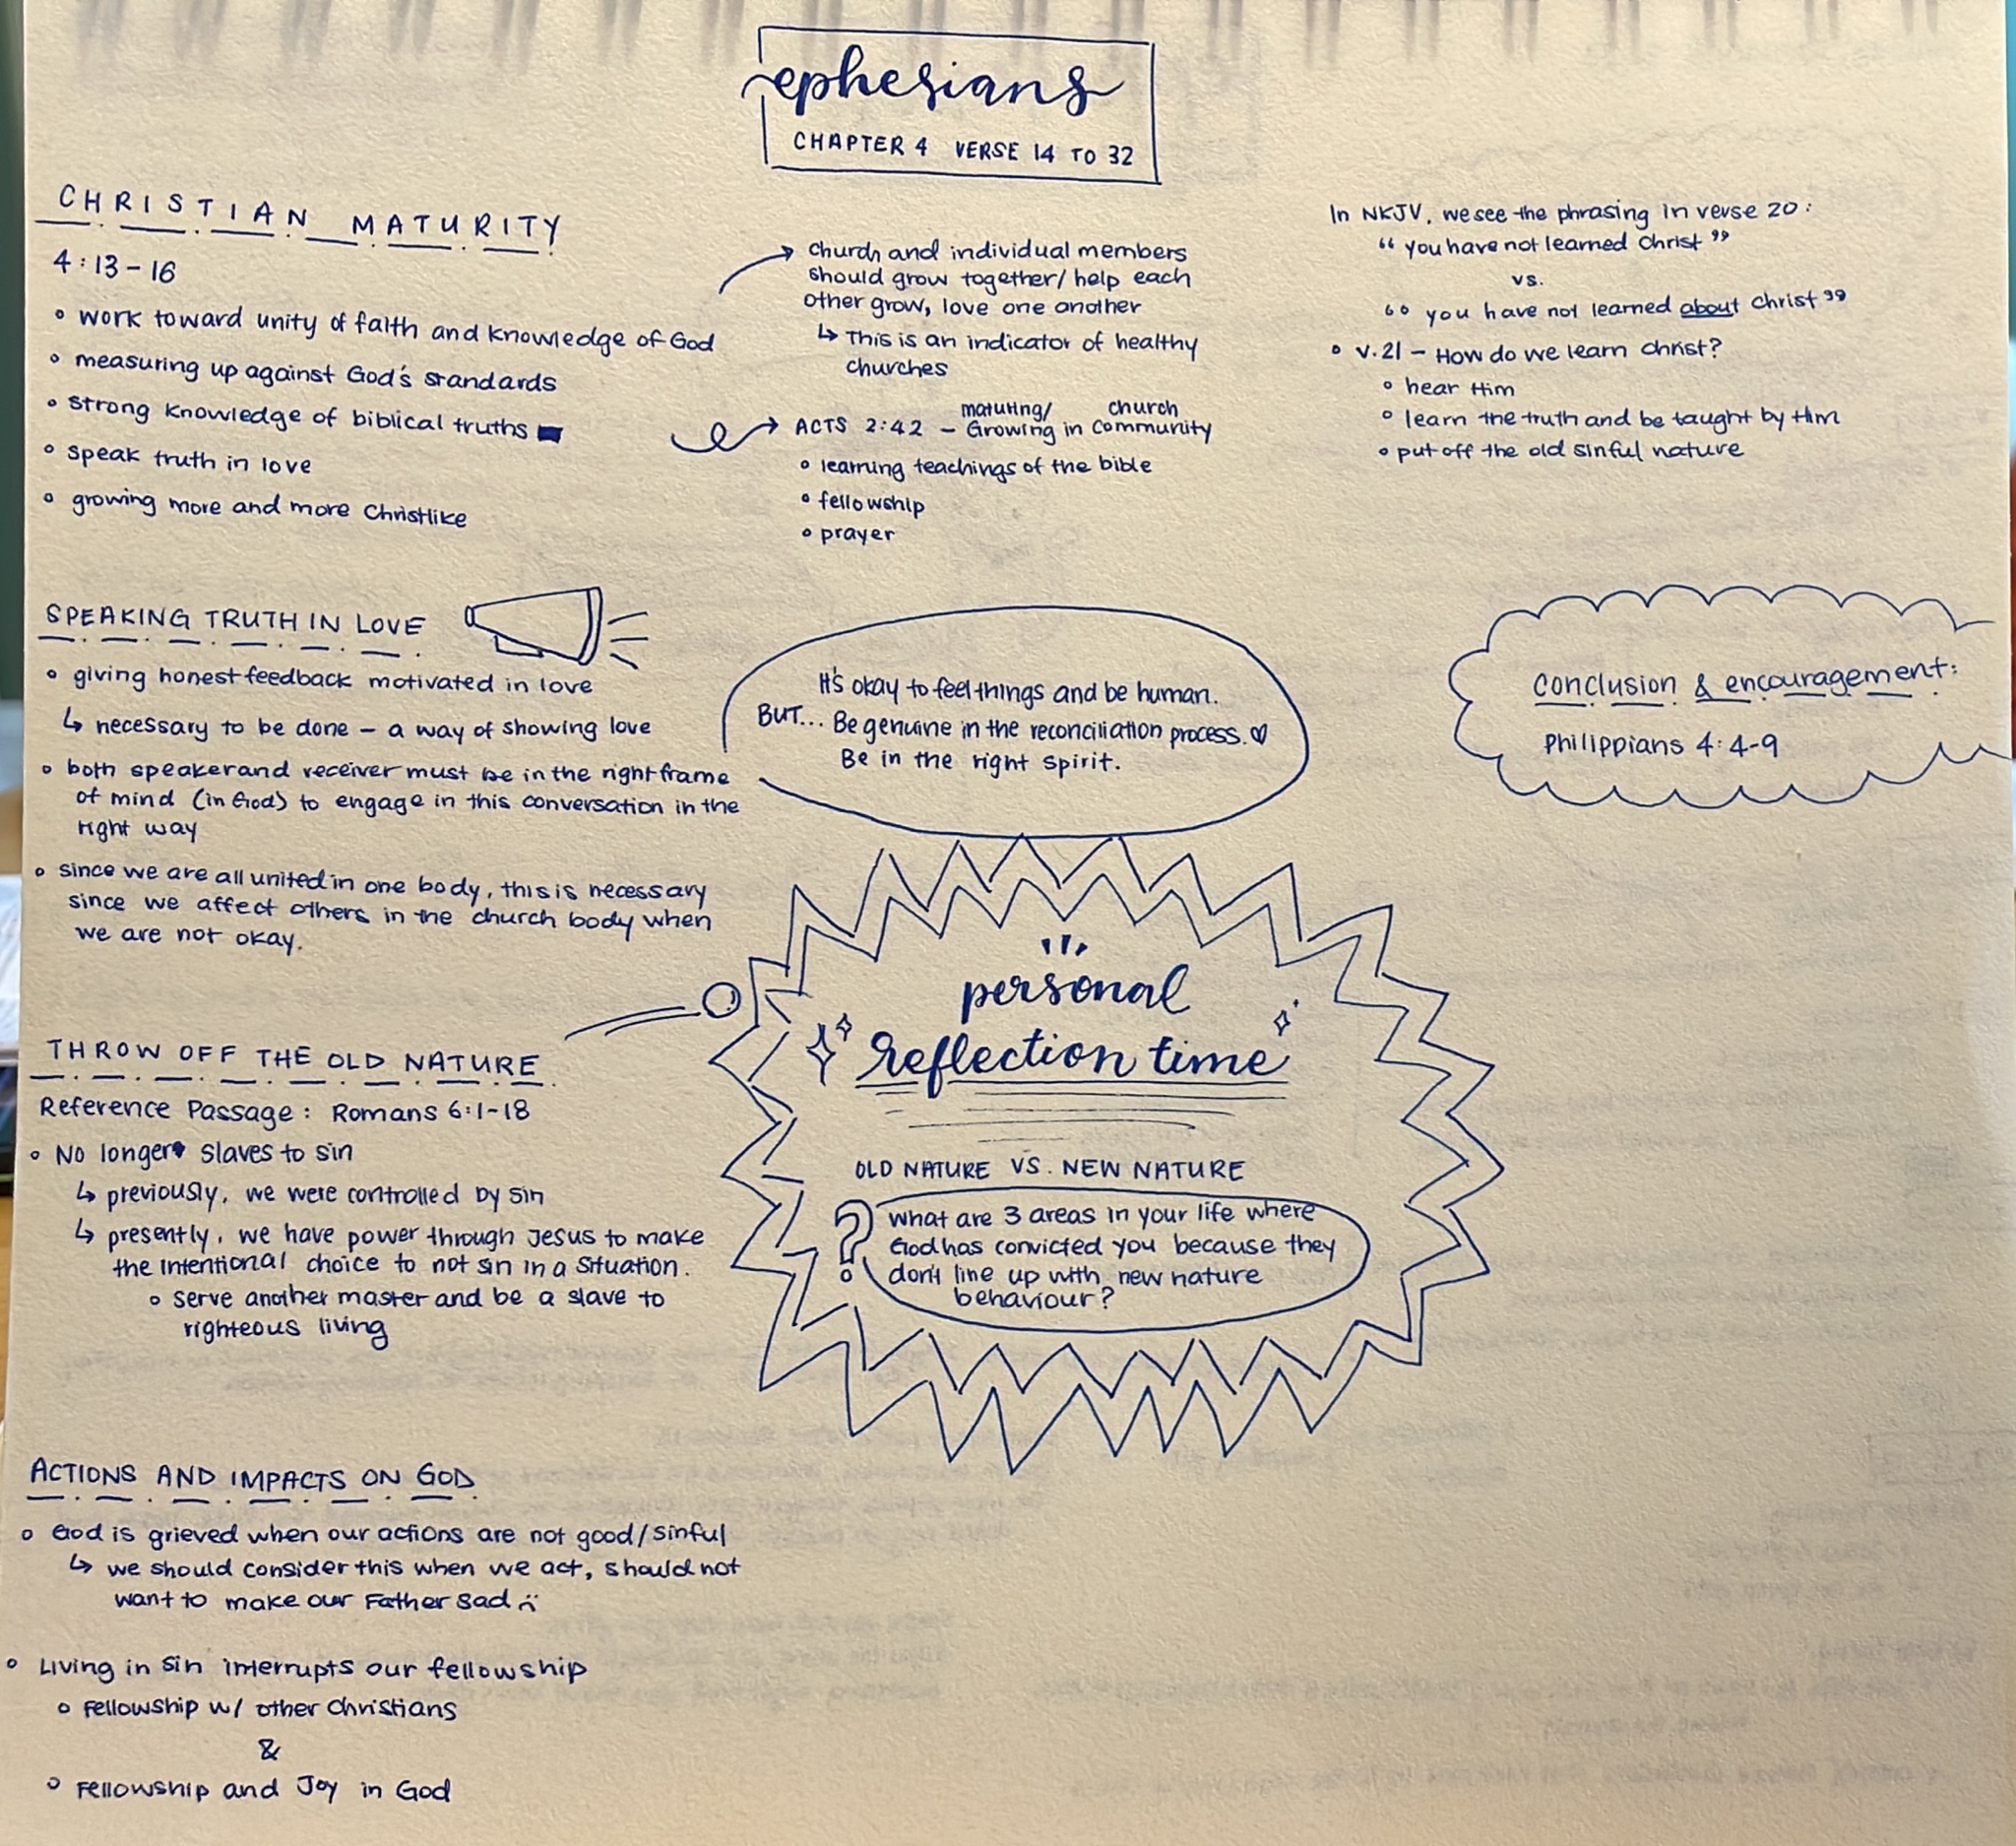 ephesians
CHAPTER 4 VERSE 14 TO 32
CHRISTIAN MATURITY
4:13-16
• work toward unity of faith and knowledge of God
• measuring up against God's standards
• strong knowledge of biblical truths
• speak truth in love
• growing more and more Christlike
→ church and individual members
should grow together/ help each
other grow, love one another
↳ This is an indicator of healthy
churches
maturing/ church
→ ACTS 2:42 - Growing in community
• learning teachings of the bible
• fellowship
• prayer
In NKJV, we see the phrasing in verse 20:
"you have not learned Christ"
vs.
"you have not learned about Christ"
• v.21 - How do we learn Christ?
• hear Him
• learn the truth and be taught by Him
• put off the old sinful nature
SPEAKING TRUTH IN LOVE
• giving honest feedback motivated in love
↳ necessary to be done - a way of showing love
• both speaker and receiver must be in the right frame
of mind (in God) to engage in this conversation in the
right way
• since we are all united in one body, this is necessary
since we affect others in the church body when
we are not okay.
It's okay to feel things and be human.
BUT... Be genuine in the reconciliation process. ♡
Be in the right spirit.
conclusion & encouragement:
Philippians 4:4-9
THROW OFF THE OLD NATURE
Reference Passage: Romans 6:1-18
• No longer slaves to sin
↳ previously, we were controlled by sin
↳ presently, we have power through Jesus to make
the intentional choice to not sin in a situation.
• serve another master and be a slave to
righteous living
personal
reflection time
OLD NATURE VS. NEW NATURE
? what are 3 areas in your life where
God has convicted you because they
don't line up with new nature
behaviour?
ACTIONS AND IMPACTS ON GOD
• God is grieved when our actions are not good/sinful
↳ we should consider this when we act, should not
want to make our Father sad :(
• Living in sin interrupts our fellowship
• Fellowship w/ other Christians
&
• Fellowship and Joy in God